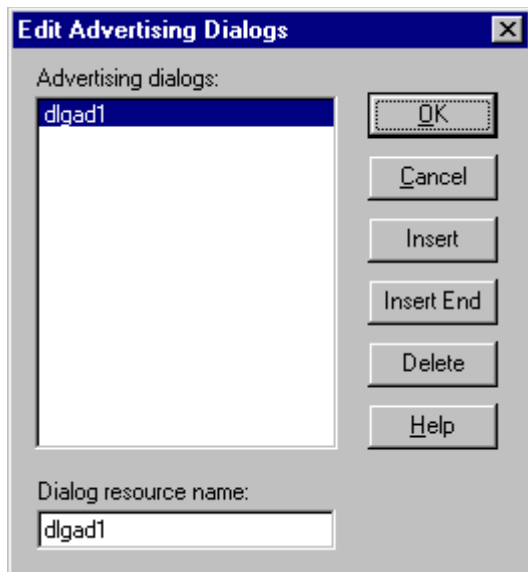 Edit Advertising Dialogs
Advertising dialogs:
dlgad1
OK
Cancel
Insert
Insert End
Delete
Help
Dialog resource name:
dlgad1